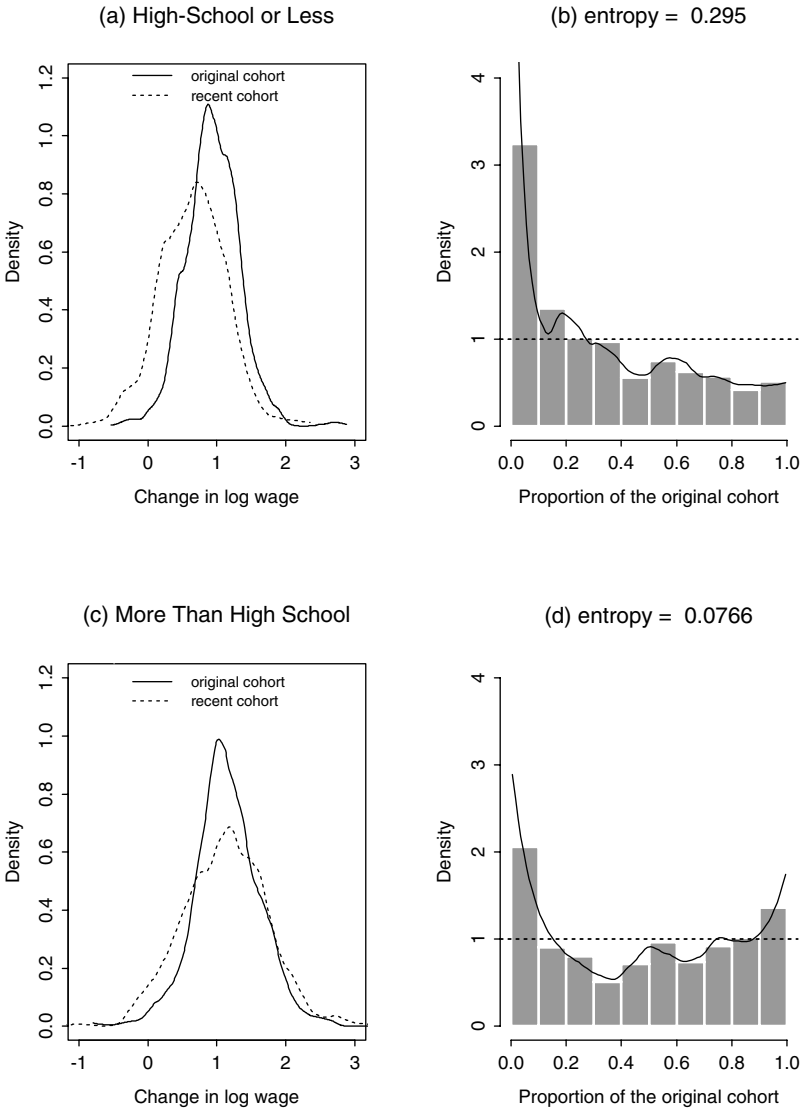 (a) High-School or Less
original cohort
recent cohort
Density
0.0 0.2 0.4 0.6 0.8 1.0 1.2
-1 0 1 2 3
Change in log wage
(b) entropy = 0.295
Density
0 1 2 3 4
0.0 0.2 0.4 0.6 0.8 1.0
Proportion of the original cohort
(c) More Than High School
original cohort
recent cohort
Density
0.0 0.2 0.4 0.6 0.8 1.0 1.2
-1 0 1 2 3
Change in log wage
(d) entropy = 0.0766
Density
0 1 2 3 4
0.0 0.2 0.4 0.6 0.8 1.0
Proportion of the original cohort